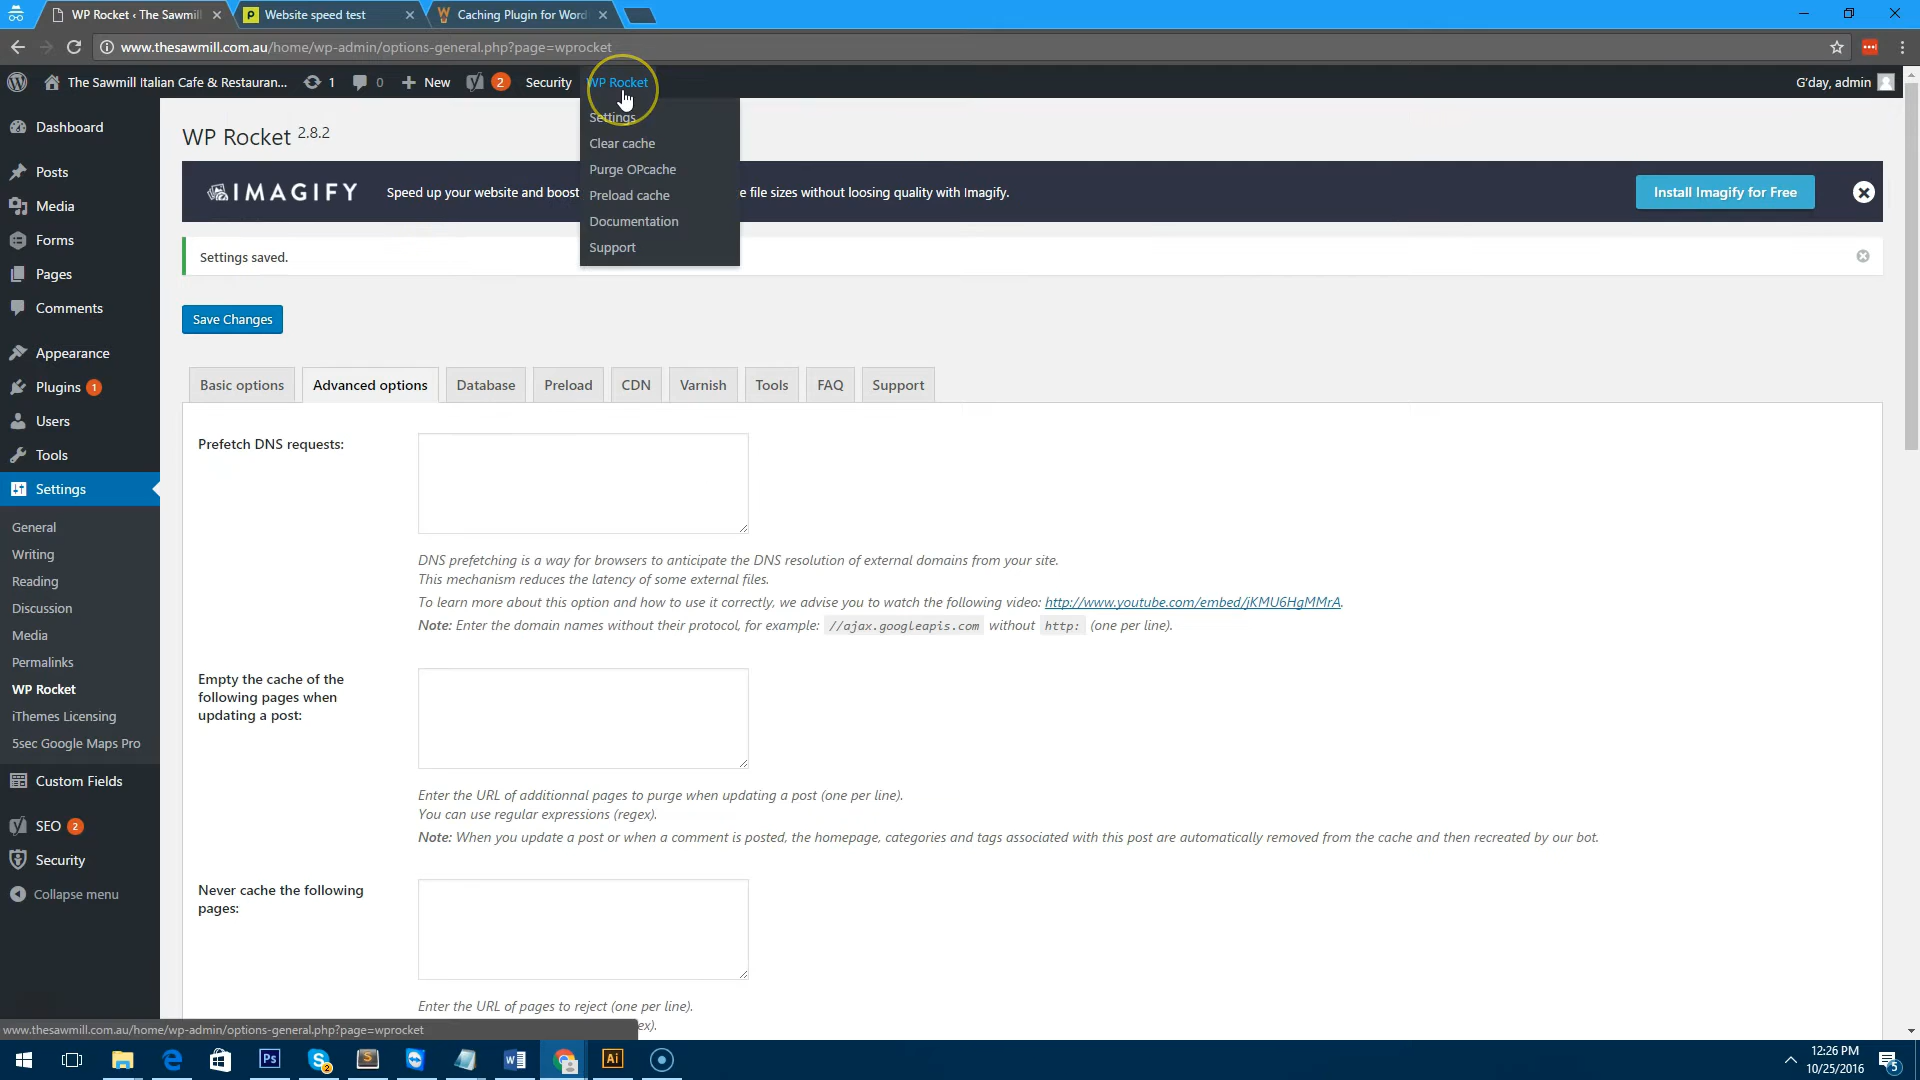 WP Rocket ‹ The Sawmill
Website speed test
Caching Plugin for Word
www.thesawmill.com.au/home/wp-admin/options-general.php?page=wprocket
The Sawmill Italian Cafe & Restauran...
1
0
New
2
Security
WP Rocket
G'day, admin
Settings
Clear cache
Purge OPcache
Preload cache
Documentation
Support
Dashboard
Posts
Media
Forms
Pages
Comments
Appearance
Plugins 1
Users
Tools
Settings
General
Writing
Reading
Discussion
Media
Permalinks
WP Rocket
iThemes Licensing
5sec Google Maps Pro
Custom Fields
SEO 2
Security
Collapse menu
WP Rocket 2.8.2
IMAGIFY
Speed up your website and boost
e file sizes without loosing quality with Imagify.
Install Imagify for Free
Settings saved.
Save Changes
Basic options
Advanced options
Database
Preload
CDN
Varnish
Tools
FAQ
Support
Prefetch DNS requests:
DNS prefetching is a way for browsers to anticipate the DNS resolution of external domains from your site.
This mechanism reduces the latency of some external files.
To learn more about this option and how to use it correctly, we advise you to watch the following video: http://www.youtube.com/embed/jKMU6HgMMrA.
Note: Enter the domain names without their protocol, for example: //ajax.googleapis.com without http: (one per line).
Empty the cache of the
following pages when
updating a post:
Enter the URL of additionnal pages to purge when updating a post (one per line).
You can use regular expressions (regex).
Note: When you update a post or when a comment is posted, the homepage, categories and tags associated with this post are automatically removed from the cache and then recreated by our bot.
Never cache the following
pages:
Enter the URL of pages to reject (one per line).
ex).
www.thesawmill.com.au/home/wp-admin/options-general.php?page=wprocket
Ps
2
S
Ai
12:26 PM
10/25/2016
5